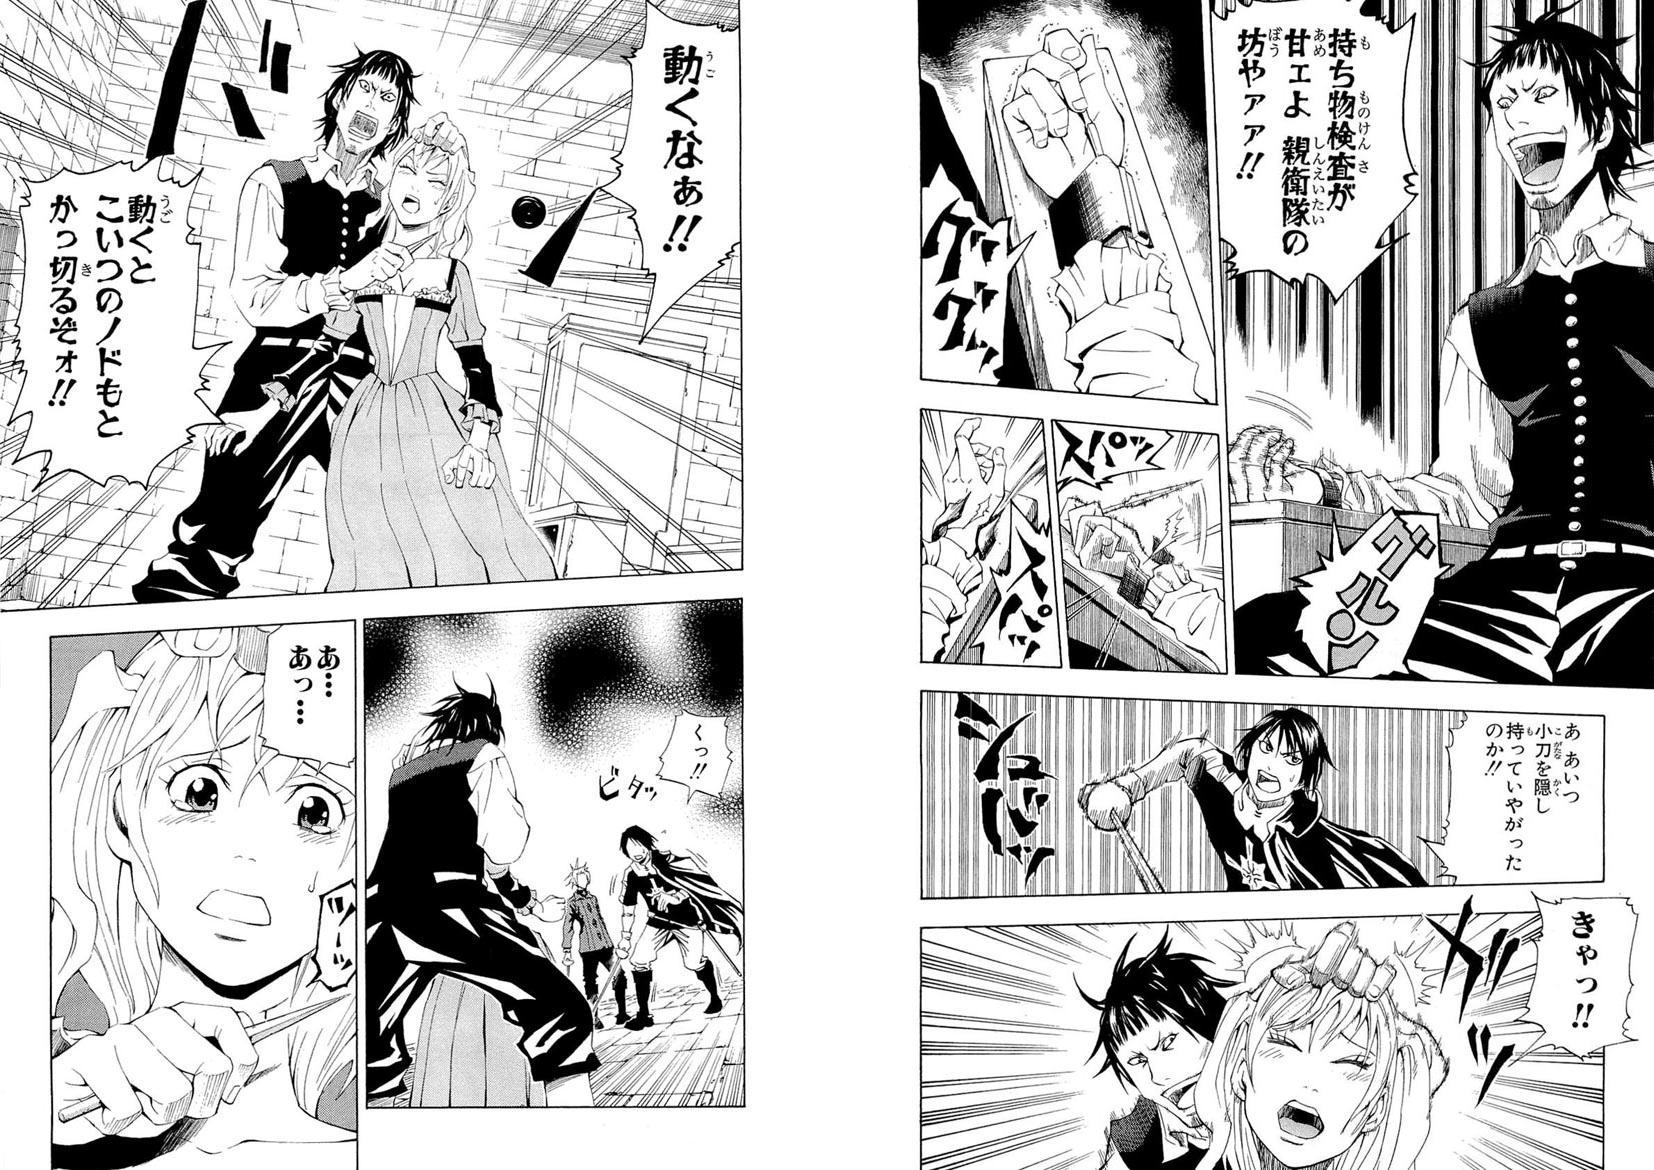 持ち物検査が
甘ェよ 親衛隊の
坊やァァ!!
グルン
グググ
スパッ
スパッ
あ あいつ
小刀を隠し
持っていやがった
のか!!
きゃっ!!
動くなぁ!!
動くと
こいつのノドもと
かっ切るぞォ!!
くっ!!
ビタッ
あ…
あっ…